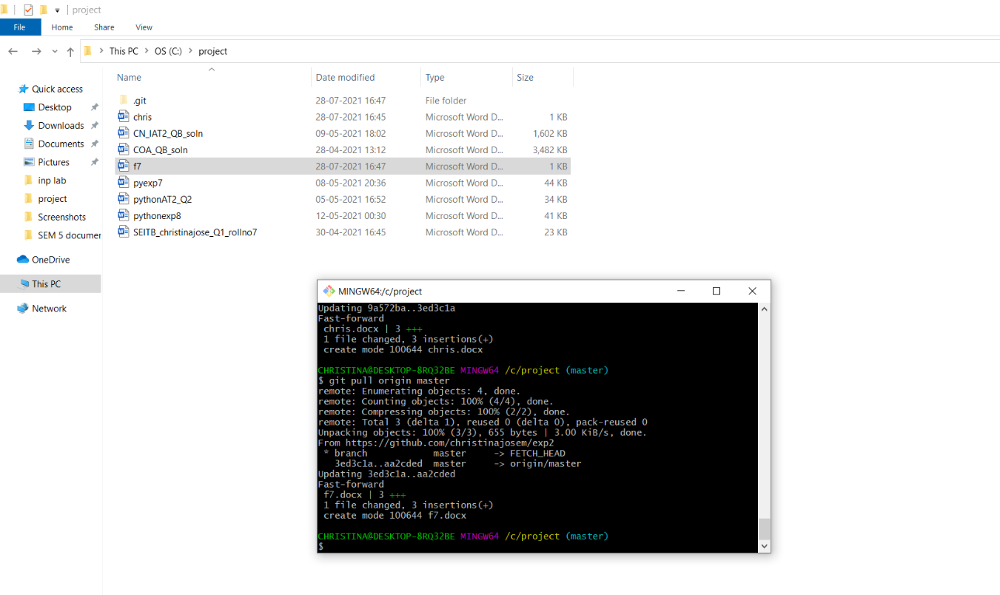 project
File Home Share View
This PC OS (C:) project
Name Date modified Type Size
Quick access
Desktop
Downloads
Documents
Pictures
inp lab
project
Screenshots
SEM 5 documer
OneDrive
This PC
Network
.git 28-07-2021 16:47 File folder
chris 28-07-2021 16:45 Microsoft Word D... 1 KB
CN_IAT2_QB_soln 09-05-2021 18:02 Microsoft Word D... 1,602 KB
COA_QB_soln 28-04-2021 13:12 Microsoft Word D... 3,482 KB
f7 28-07-2021 16:47 Microsoft Word D... 1 KB
pyexp7 08-05-2021 20:36 Microsoft Word D... 44 KB
pythonAT2_Q2 05-05-2021 16:52 Microsoft Word D... 34 KB
pythonexp8 12-05-2021 00:30 Microsoft Word D... 41 KB
SEITB_christinajose_Q1_rollno7 30-04-2021 16:45 Microsoft Word D... 23 KB
MINGW64:/c/project
Updating 9a572ba..3ed3c1a
Fast-forward
chris.docx | 3 +++
1 file changed, 3 insertions(+)
create mode 100644 chris.docx
CHRISTINA@DESKTOP-8RQ32BE MINGW64 /c/project (master)
$ git pull origin master
remote: Enumerating objects: 4, done.
remote: Counting objects: 100% (4/4), done.
remote: Compressing objects: 100% (2/2), done.
remote: Total 3 (delta 1), reused 0 (delta 0), pack-reused 0
Unpacking objects: 100% (3/3), 655 bytes | 3.00 KiB/s, done.
From https://github.com/christinajosem/exp2
* branch master -> FETCH_HEAD
3ed3c1a..aa2cded master -> origin/master
Updating 3ed3c1a..aa2cded
Fast-forward
f7.docx | 3 +++
1 file changed, 3 insertions(+)
create mode 100644 f7.docx
CHRISTINA@DESKTOP-8RQ32BE MINGW64 /c/project (master)
$